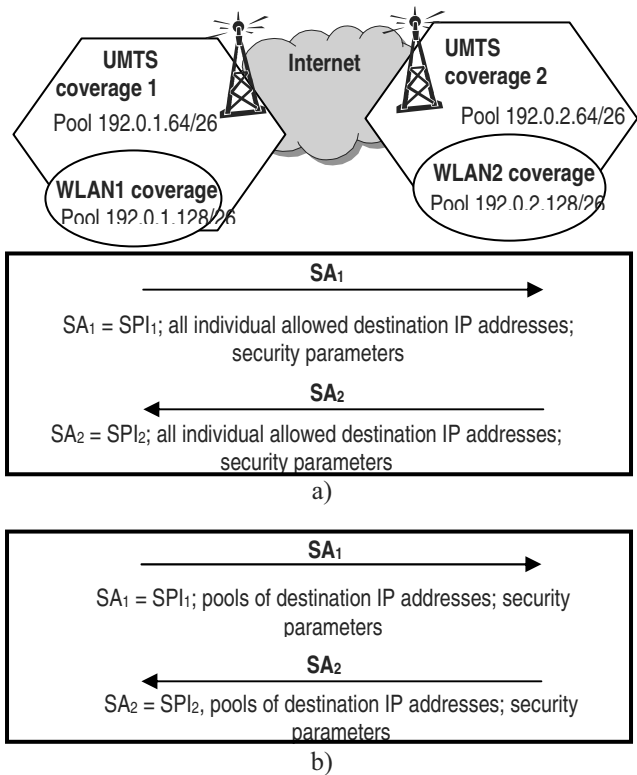 UMTS
coverage 1
Pool 192.0.1.64/26
WLAN1 coverage
Pool 192.0.1.128/26
Internet
UMTS
coverage 2
Pool 192.0.2.64/26
WLAN2 coverage
Pool 192.0.2.128/26
SA1
SA1 = SPI1; all individual allowed destination IP addresses;
security parameters
SA2
SA2 = SPI2; all individual allowed destination IP addresses;
security parameters
a)
SA1
SA1 = SPI1; pools of destination IP addresses; security
parameters
SA2
SA2 = SPI2, pools of destination IP addresses; security
parameters
b)